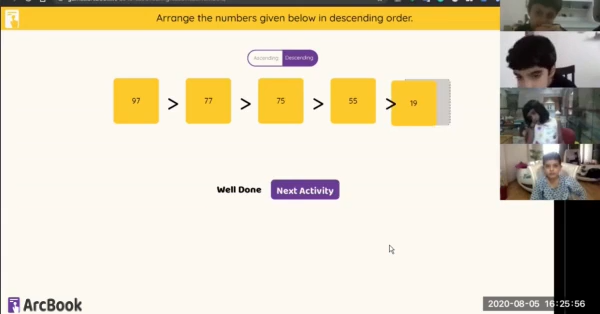 Arrange the numbers given below in descending order.
Ascending Descending
97 > 77 > 75 > 55 > 19
Well Done Next Activity
ArcBook
2020-08-05 16:25:56